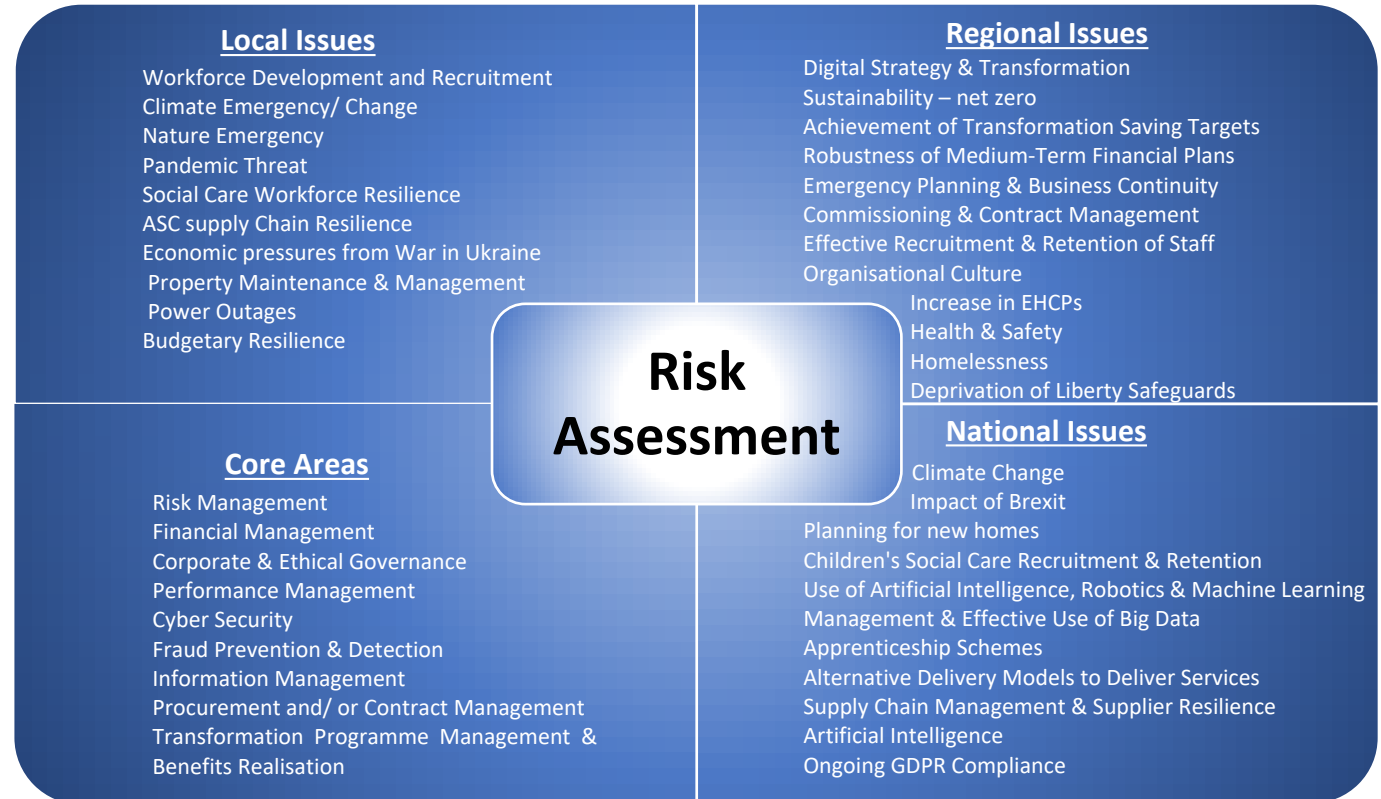 Local Issues
Workforce Development and Recruitment
Climate Emergency/ Change
Nature Emergency
Pandemic Threat
Social Care Workforce Resilience
ASC supply Chain Resilience
Economic pressures from War in Ukraine
Property Maintenance & Management
Power Outages
Budgetary Resilience
Regional Issues
Digital Strategy & Transformation
Sustainability – net zero
Achievement of Transformation Saving Targets
Robustness of Medium-Term Financial Plans
Emergency Planning & Business Continuity
Commissioning & Contract Management
Effective Recruitment & Retention of Staff
Organisational Culture
Increase in EHCPs
Health & Safety
Homelessness
Deprivation of Liberty Safeguards
Risk
Assessment
Core Areas
Risk Management
Financial Management
Corporate & Ethical Governance
Performance Management
Cyber Security
Fraud Prevention & Detection
Information Management
Procurement and/ or Contract Management
Transformation Programme Management &
Benefits Realisation
National Issues
Climate Change
Impact of Brexit
Planning for new homes
Children's Social Care Recruitment & Retention
Use of Artificial Intelligence, Robotics & Machine Learning
Management & Effective Use of Big Data
Apprenticeship Schemes
Alternative Delivery Models to Deliver Services
Supply Chain Management & Supplier Resilience
Artificial Intelligence
Ongoing GDPR Compliance